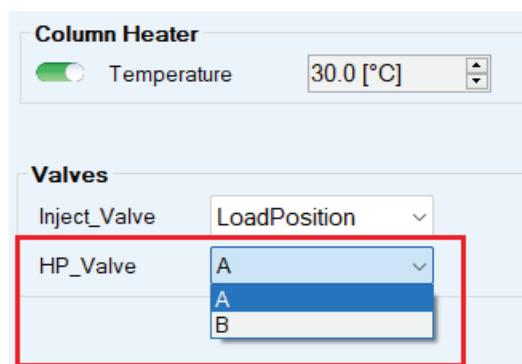 Column Heater
Temperature 30.0 [°C]
Valves
Inject_Valve LoadPosition
HP_Valve A
A
B